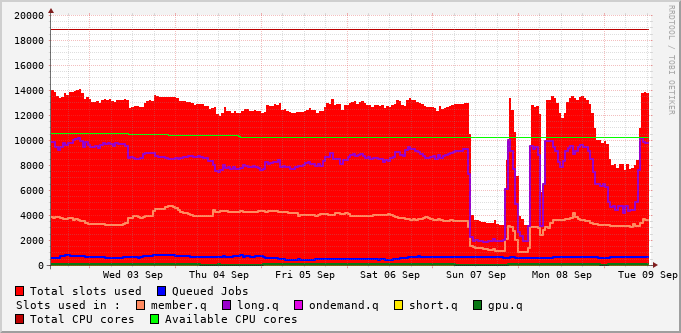 RRDTOOL / TOBI OETIKER
20000
18000
16000
14000
12000
10000
8000
6000
4000
2000
0
Wed 03 Sep Thu 04 Sep Fri 05 Sep Sat 06 Sep Sun 07 Sep Mon 08 Sep Tue 09 Sep
Total slots used Queued Jobs
Slots used in : member.q long.q ondemand.q short.q gpu.q
Total CPU cores Available CPU cores